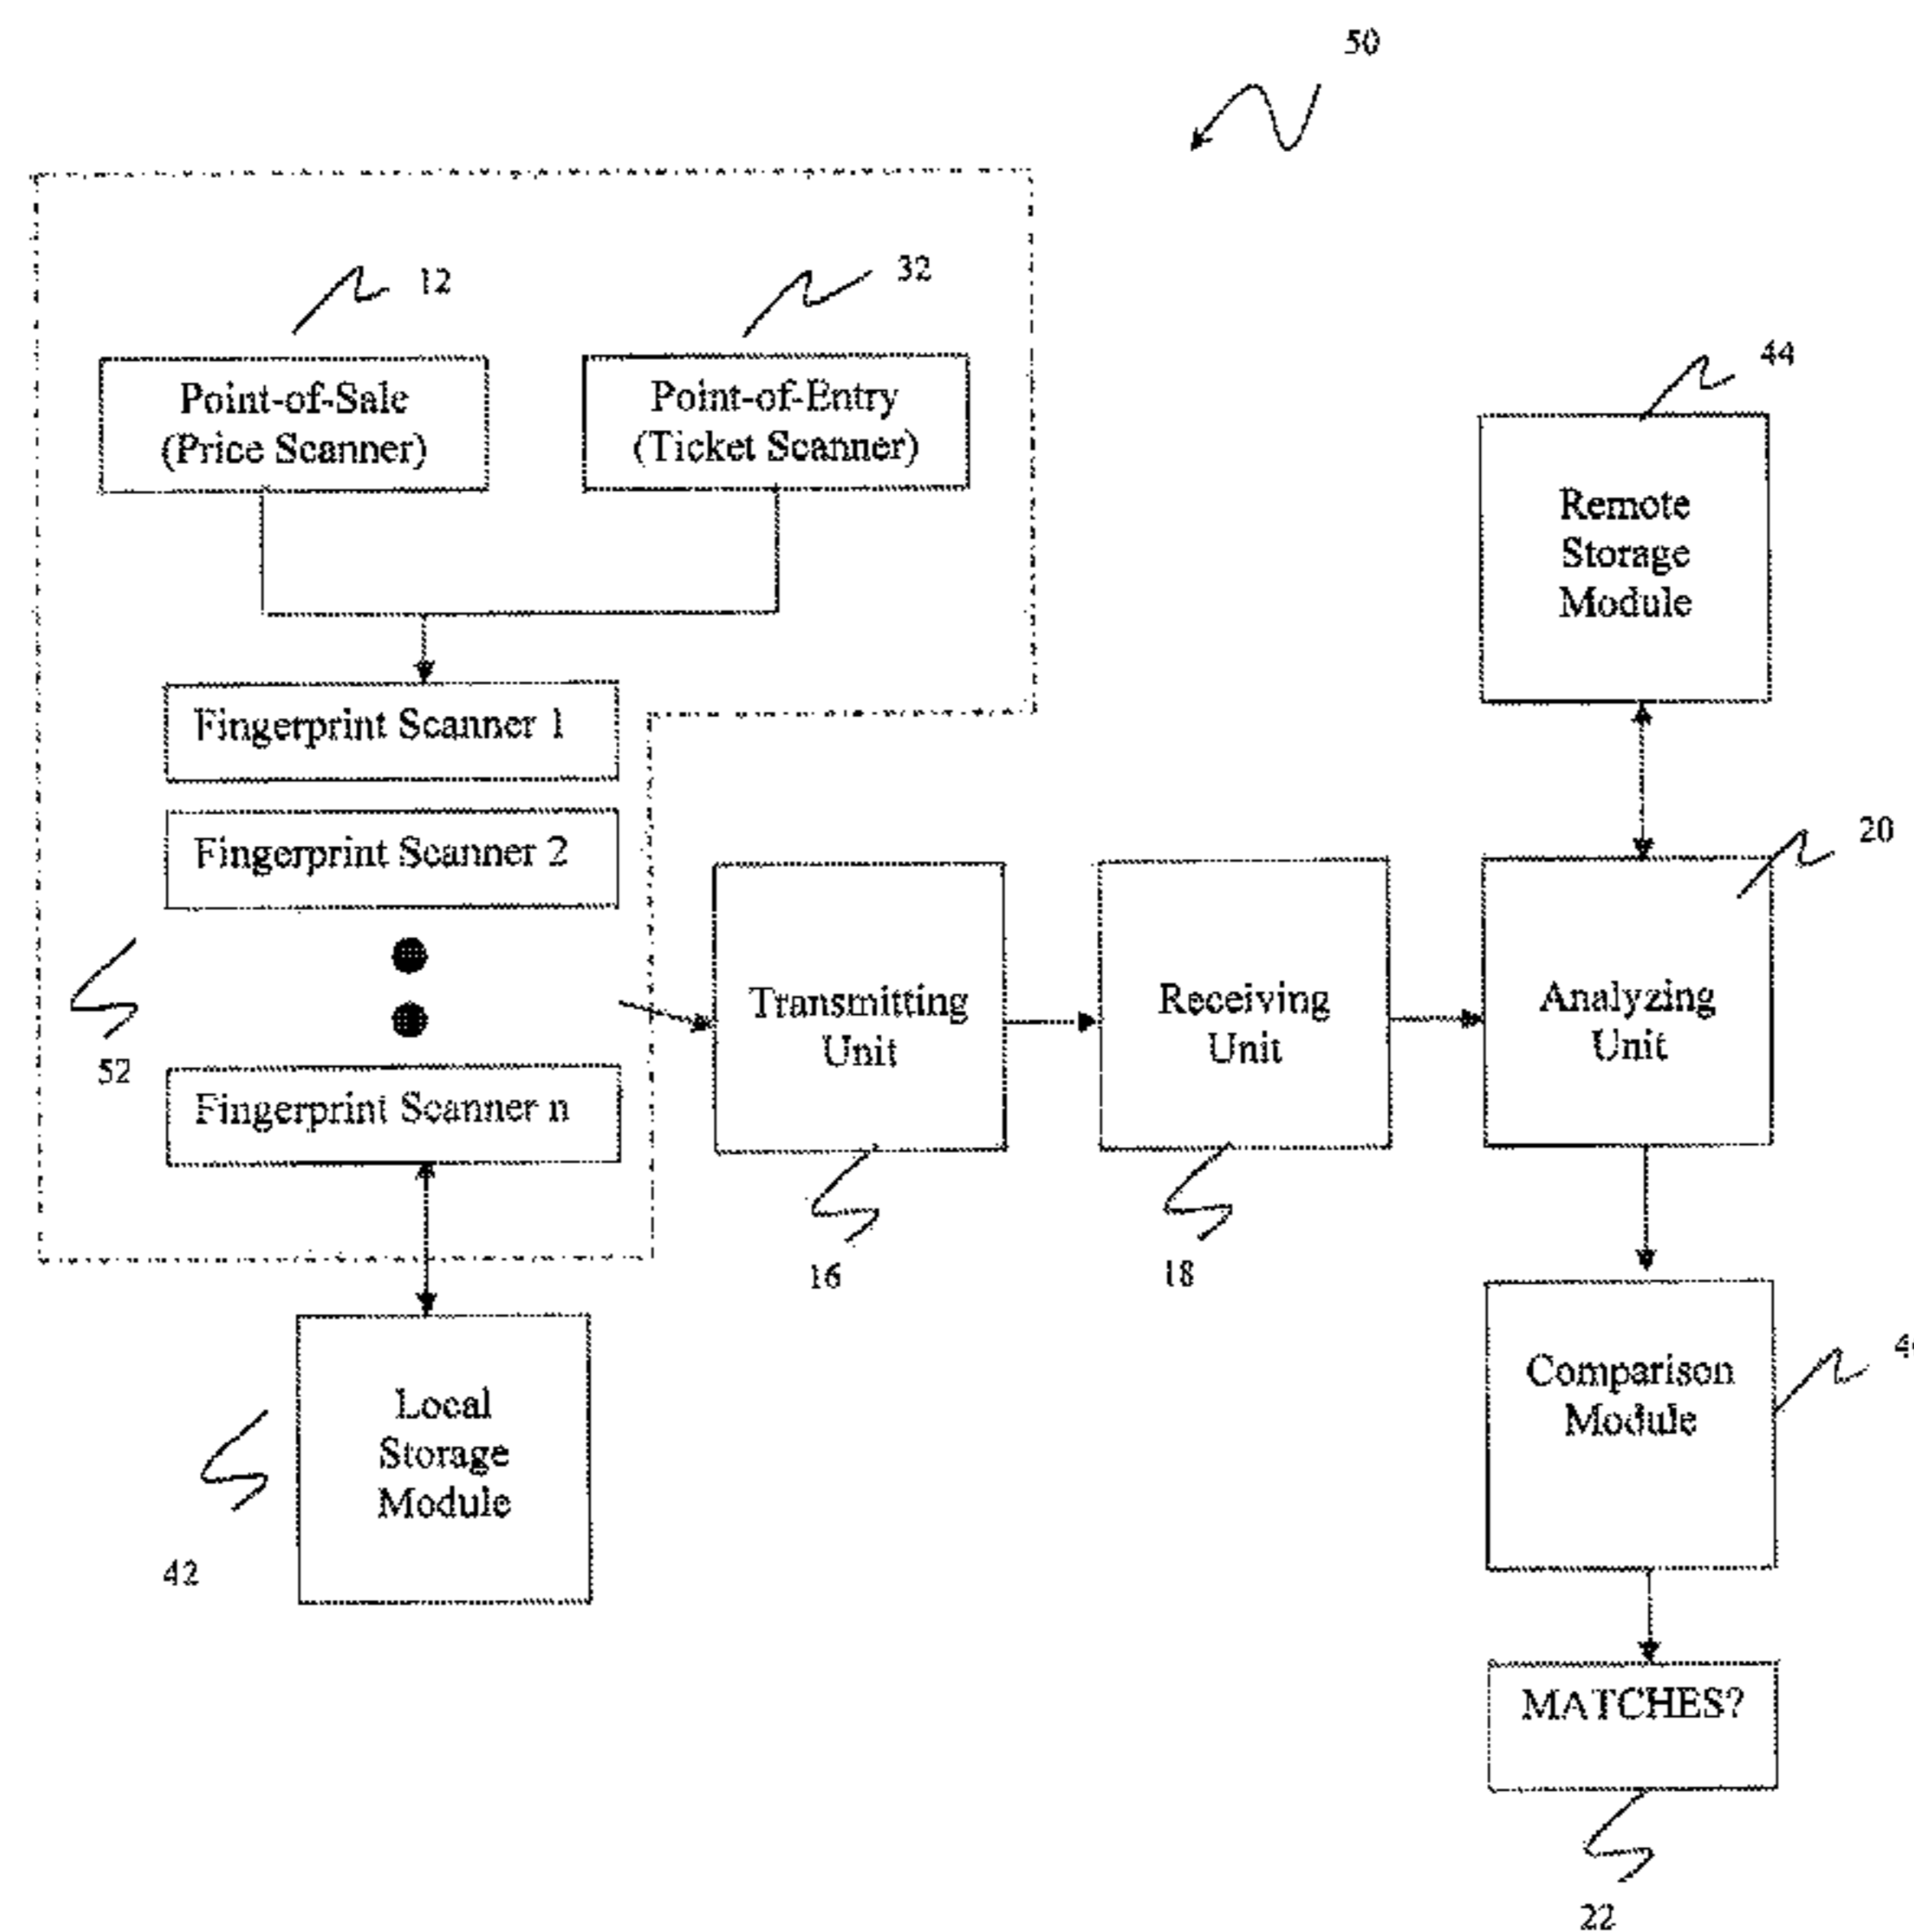 50
12
32
Point-of-Sale
(Price Scanner)
Point-of-Entry
(Ticket Scanner)
44
Remote
Storage
Module
Fingerprint Scanner 1
Fingerprint Scanner 2
20
52
Transmitting
Unit
Receiving
Unit
Analyzing
Unit
Fingerprint Scanner n
16
18
Local
Storage
Module
42
Comparison
Module
MATCHES?
22